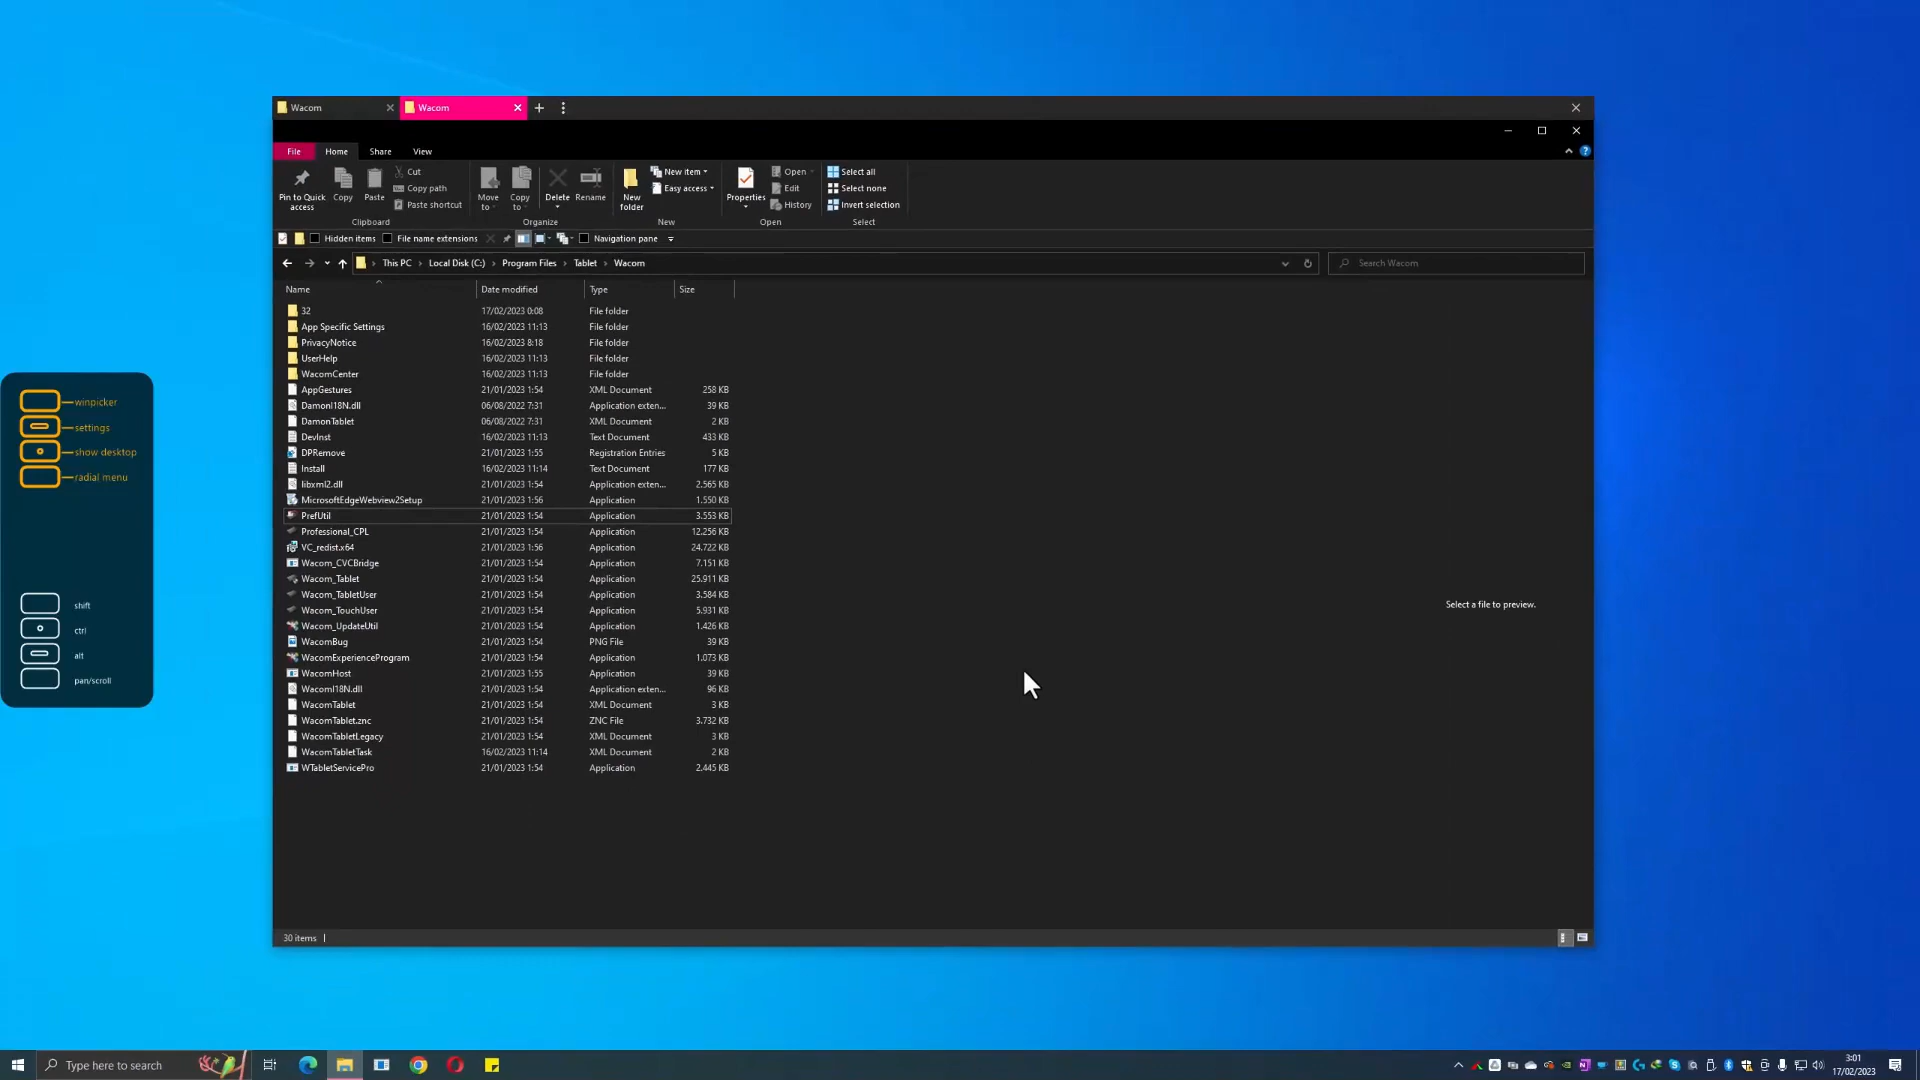 Wacom
Wacom
File Home Share View
Pin to Quick access
Copy
Paste
Cut
Copy path
Paste shortcut
Clipboard
Move to
Copy to
Delete
Rename
Organize
New folder
New item
Easy access
New
Properties
Open
Edit
History
Open
Select all
Select none
Invert selection
Select
Hidden items File name extensions Navigation pane
This PC > Local Disk (C:) > Program Files > Tablet > Wacom
Search Wacom
Name Date modified Type Size
32 17/02/2023 0:08 File folder
App Specific Settings 16/02/2023 11:13 File folder
PrivacyNotice 16/02/2023 8:18 File folder
UserHelp 16/02/2023 11:13 File folder
WacomCenter 16/02/2023 11:13 File folder
AppGestures 21/01/2023 1:54 XML Document 258 KB
DamonI18N.dll 06/08/2022 7:31 Application exten... 39 KB
DamonTablet 06/08/2022 7:31 XML Document 2 KB
DevInst 16/02/2023 11:13 Text Document 433 KB
DPRemove 21/01/2023 1:55 Registration Entries 5 KB
Install 16/02/2023 11:14 Text Document 177 KB
libxml2.dll 21/01/2023 1:54 Application exten... 2.565 KB
MicrosoftEdgeWebview2Setup 21/01/2023 1:56 Application 1.550 KB
PrefUtil 21/01/2023 1:54 Application 3.553 KB
Professional_CPL 21/01/2023 1:54 Application 12.256 KB
VC_redist.x64 21/01/2023 1:56 Application 24.722 KB
Wacom_CVCBridge 21/01/2023 1:54 Application 7.151 KB
Wacom_Tablet 21/01/2023 1:54 Application 25.911 KB
Wacom_TabletUser 21/01/2023 1:54 Application 3.584 KB
Wacom_TouchUser 21/01/2023 1:54 Application 5.931 KB
Wacom_UpdateUtil 21/01/2023 1:54 Application 1.426 KB
WacomBug 21/01/2023 1:54 PNG File 39 KB
WacomExperienceProgram 21/01/2023 1:54 Application 1.073 KB
WacomHost 21/01/2023 1:55 Application 39 KB
WacomI18N.dll 21/01/2023 1:54 Application exten... 96 KB
WacomTablet 21/01/2023 1:54 XML Document 3 KB
WacomTablet.znc 21/01/2023 1:54 ZNC File 3.732 KB
WacomTabletLegacy 21/01/2023 1:54 XML Document 3 KB
WacomTabletTask 16/02/2023 11:14 XML Document 2 KB
WTabletServicePro 21/01/2023 1:54 Application 2.445 KB
Select a file to preview.
30 items
winpicker
settings
show desktop
radial menu
shift
ctrl
alt
pan/scroll
Type here to search
3:01
17/02/2023